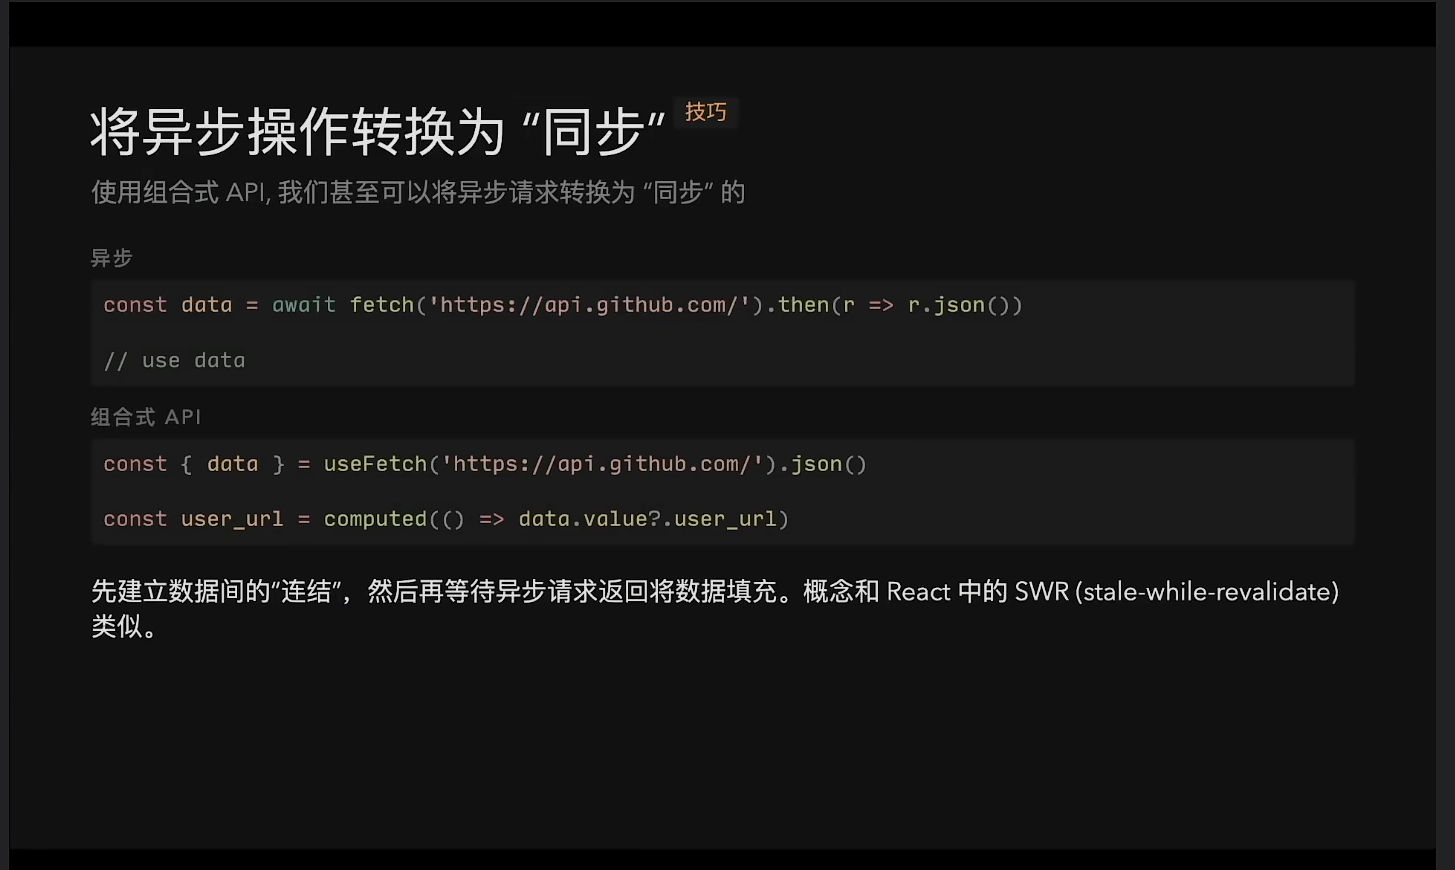 将异步操作转换为 “同步” 技巧
使用组合式 API, 我们甚至可以将异步请求转换为 “同步” 的
异步
const data = await fetch('https://api.github.com/').then(r => r.json())
// use data
组合式 API
const { data } = useFetch('https://api.github.com/').json()
const user_url = computed(() => data.value?.user_url)
先建立数据间的“连结”，然后再等待异步请求返回将数据填充。概念和 React 中的 SWR (stale-while-revalidate)
类似。